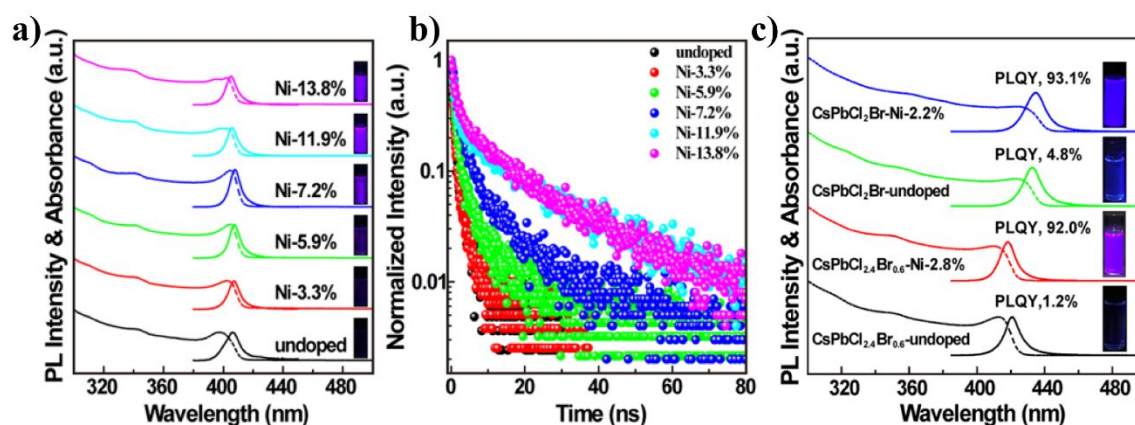 a)
PL Intensity & Absorbance (a.u.)
Ni-13.8%
Ni-11.9%
Ni-7.2%
Ni-5.9%
Ni-3.3%
undoped
300 360 420 480
Wavelength (nm)
b)
Normalized Intensity (a.u.)
1
0.1
0.01
undoped
Ni-3.3%
Ni-5.9%
Ni-7.2%
Ni-11.9%
Ni-13.8%
0 20 40 60 80
Time (ns)
c)
PL Intensity & Absorbance (a.u.)
PLQY, 93.1%
CsPbCl₂Br-Ni-2.2%
PLQY, 4.8%
CsPbCl₂Br-undoped
PLQY, 92.0%
CsPbCl₂.₄Br₀.₆-Ni-2.8%
PLQY, 1.2%
CsPbCl₂.₄Br₀.₆-undoped
320 360 400 440 480
Wavelength (nm)